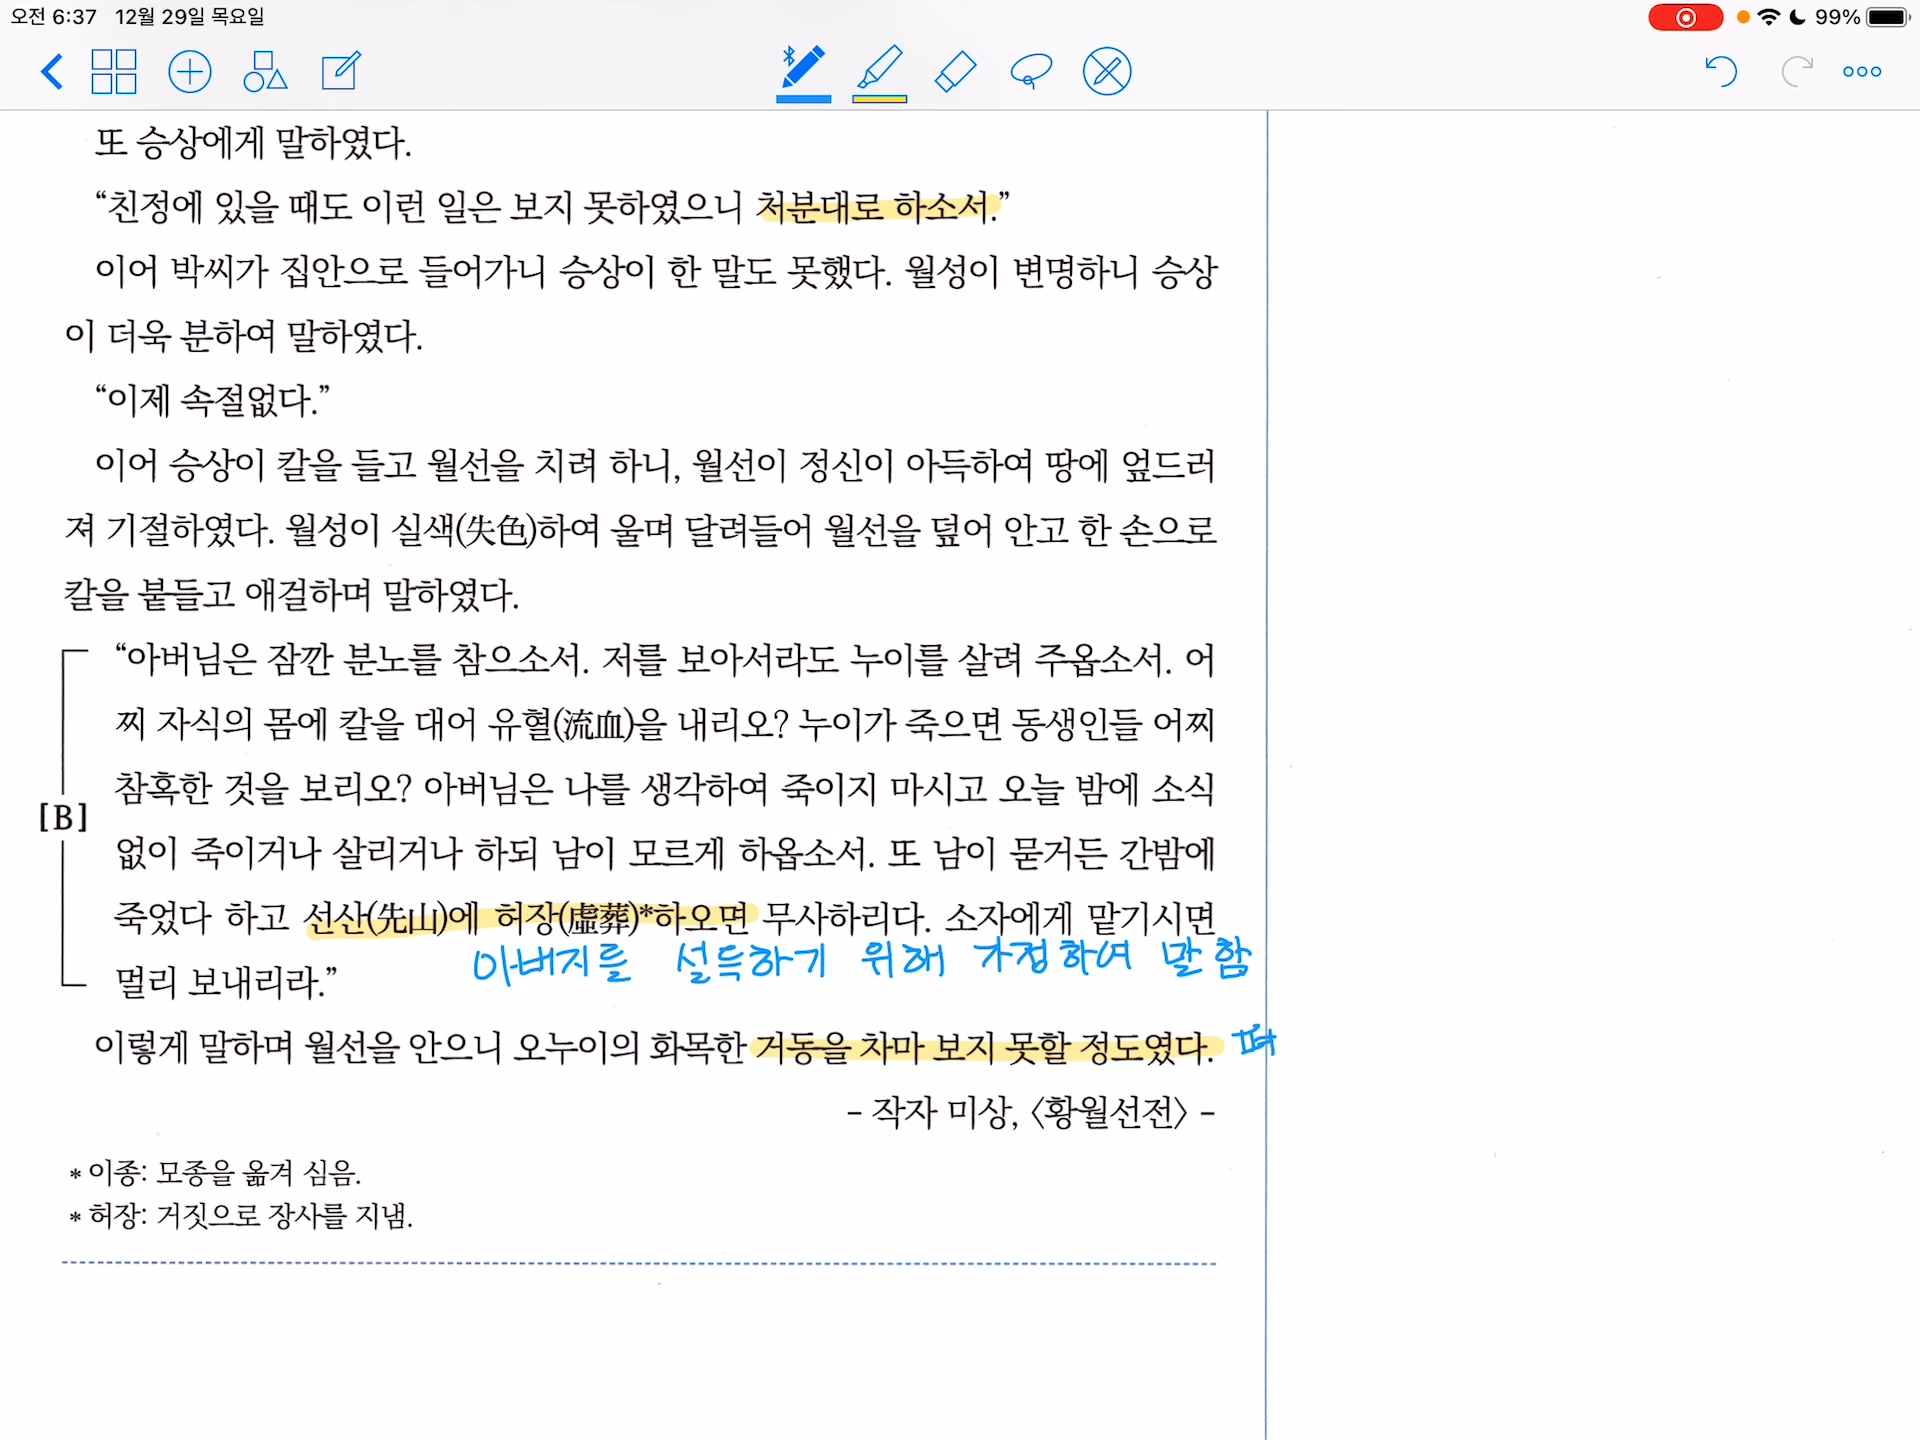 오전 6:37 12월 29일 목요일
99%
또 승상에게 말하였다.
“친정에 있을 때도 이런 일은 보지 못하였으니 처분대로 하소서.”
이어 박씨가 집안으로 들어가니 승상이 한 말도 못했다. 월성이 변명하니 승상
이 더욱 분하여 말하였다.
“이제 속절없다.”
이어 승상이 칼을 들고 월선을 치려 하니, 월선이 정신이 아득하여 땅에 엎드러
져 기절하였다. 월성이 실색(失色)하여 울며 달려들어 월선을 덮어 안고 한 손으로
칼을 붙들고 애걸하며 말하였다.
“아버님은 잠깐 분노를 참으소서. 저를 보아서라도 누이를 살려 주옵소서. 어
찌 자식의 몸에 칼을 대어 유혈(流血)을 내리오? 누이가 죽으면 동생인들 어찌
참혹한 것을 보리오? 아버님은 나를 생각하여 죽이지 마시고 오늘 밤에 소식
[B]
없이 죽이거나 살리거나 하되 남이 모르게 하옵소서. 또 남이 묻거든 간밤에
죽었다 하고 선산(先山)에 허장(虛葬)*하오면 무사하리다. 소자에게 맡기시면
아버지를 설득하기 위해 가정하여 말함
멀리 보내리라.”
이렇게 말하며 월선을 안으니 오누이의 화목한 거동을 차마 보지 못할 정도였다.
- 작자 미상, 〈황월선전〉 -
* 이종: 모종을 옮겨 심음.
* 허장: 거짓으로 장사를 지냄.